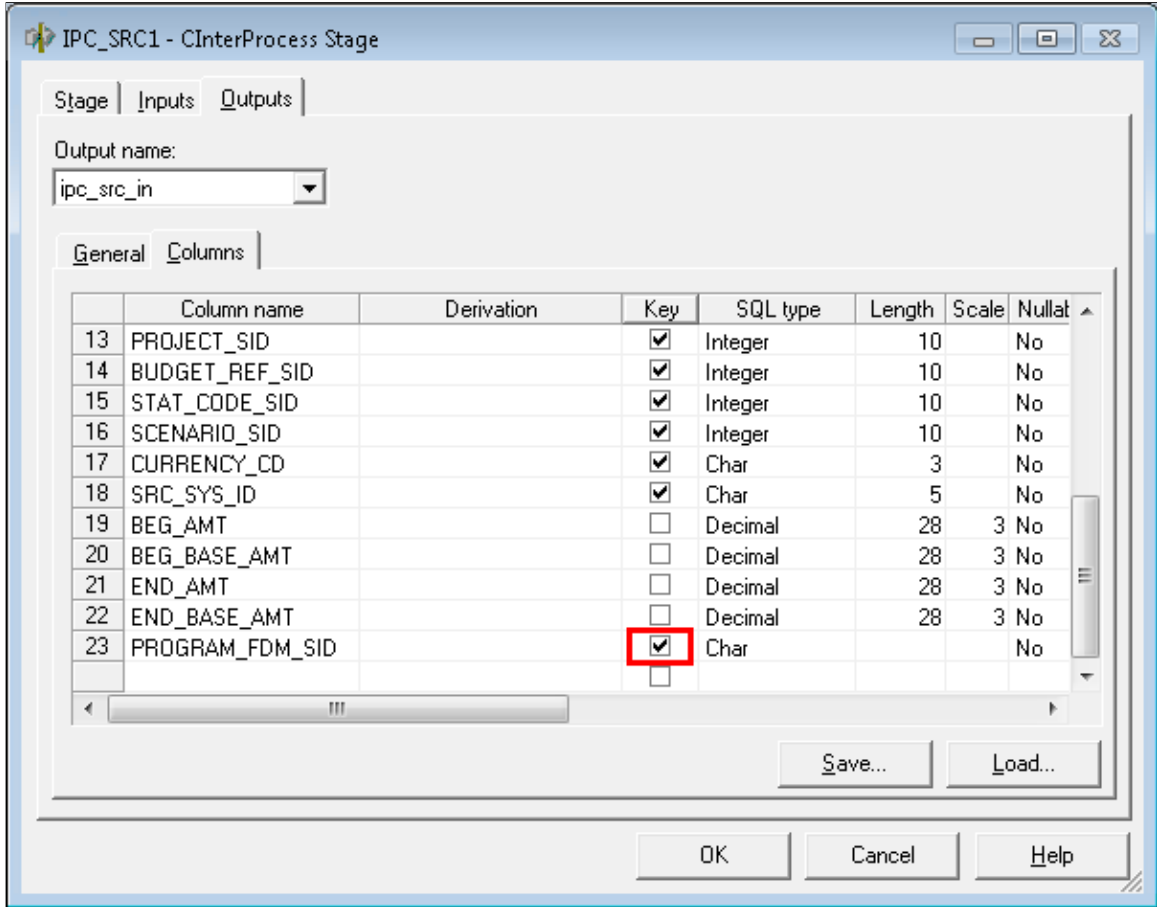 IPC_SRC1 - CInterProcess Stage
Stage Inputs Outputs
Output name:
ipc_src_in
General Columns
Column name Derivation Key SQL type Length Scale Nullat
13 PROJECT_SID Integer 10 No
14 BUDGET_REF_SID Integer 10 No
15 STAT_CODE_SID Integer 10 No
16 SCENARIO_SID Integer 10 No
17 CURRENCY_CD Char 3 No
18 SRC_SYS_ID Char 5 No
19 BEG_AMT Decimal 28 3 No
20 BEG_BASE_AMT Decimal 28 3 No
21 END_AMT Decimal 28 3 No
22 END_BASE_AMT Decimal 28 3 No
23 PROGRAM_FDM_SID Char No
Save... Load...
OK Cancel Help